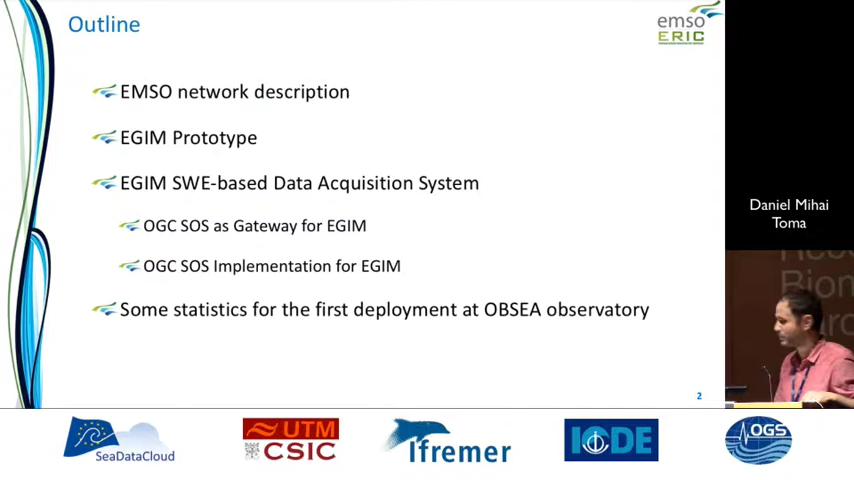 Outline
emso
ERIC
EMSO network description
EGIM Prototype
EGIM SWE-based Data Acquisition System
OGC SOS as Gateway for EGIM
OGC SOS Implementation for EGIM
Some statistics for the first deployment at OBSEA observatory
2
Daniel Mihai
Toma
SeaDataCloud
UTM
CSIC
Ifremer
IODE
OGS